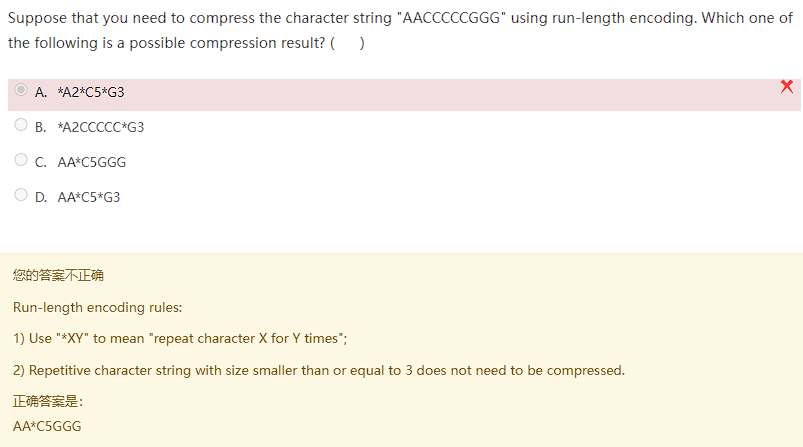 Suppose that you need to compress the character string "AACCCCCGGG" using run-length encoding. Which one of
the following is a possible compression result? (     )
A. *A2*C5*G3
B. *A2CCCCC*G3
C. AA*C5GGG
D. AA*C5*G3
您的答案不正确
Run-length encoding rules:
1) Use "*XY" to mean "repeat character X for Y times";
2) Repetitive character string with size smaller than or equal to 3 does not need to be compressed.
正确答案是:
AA*C5GGG